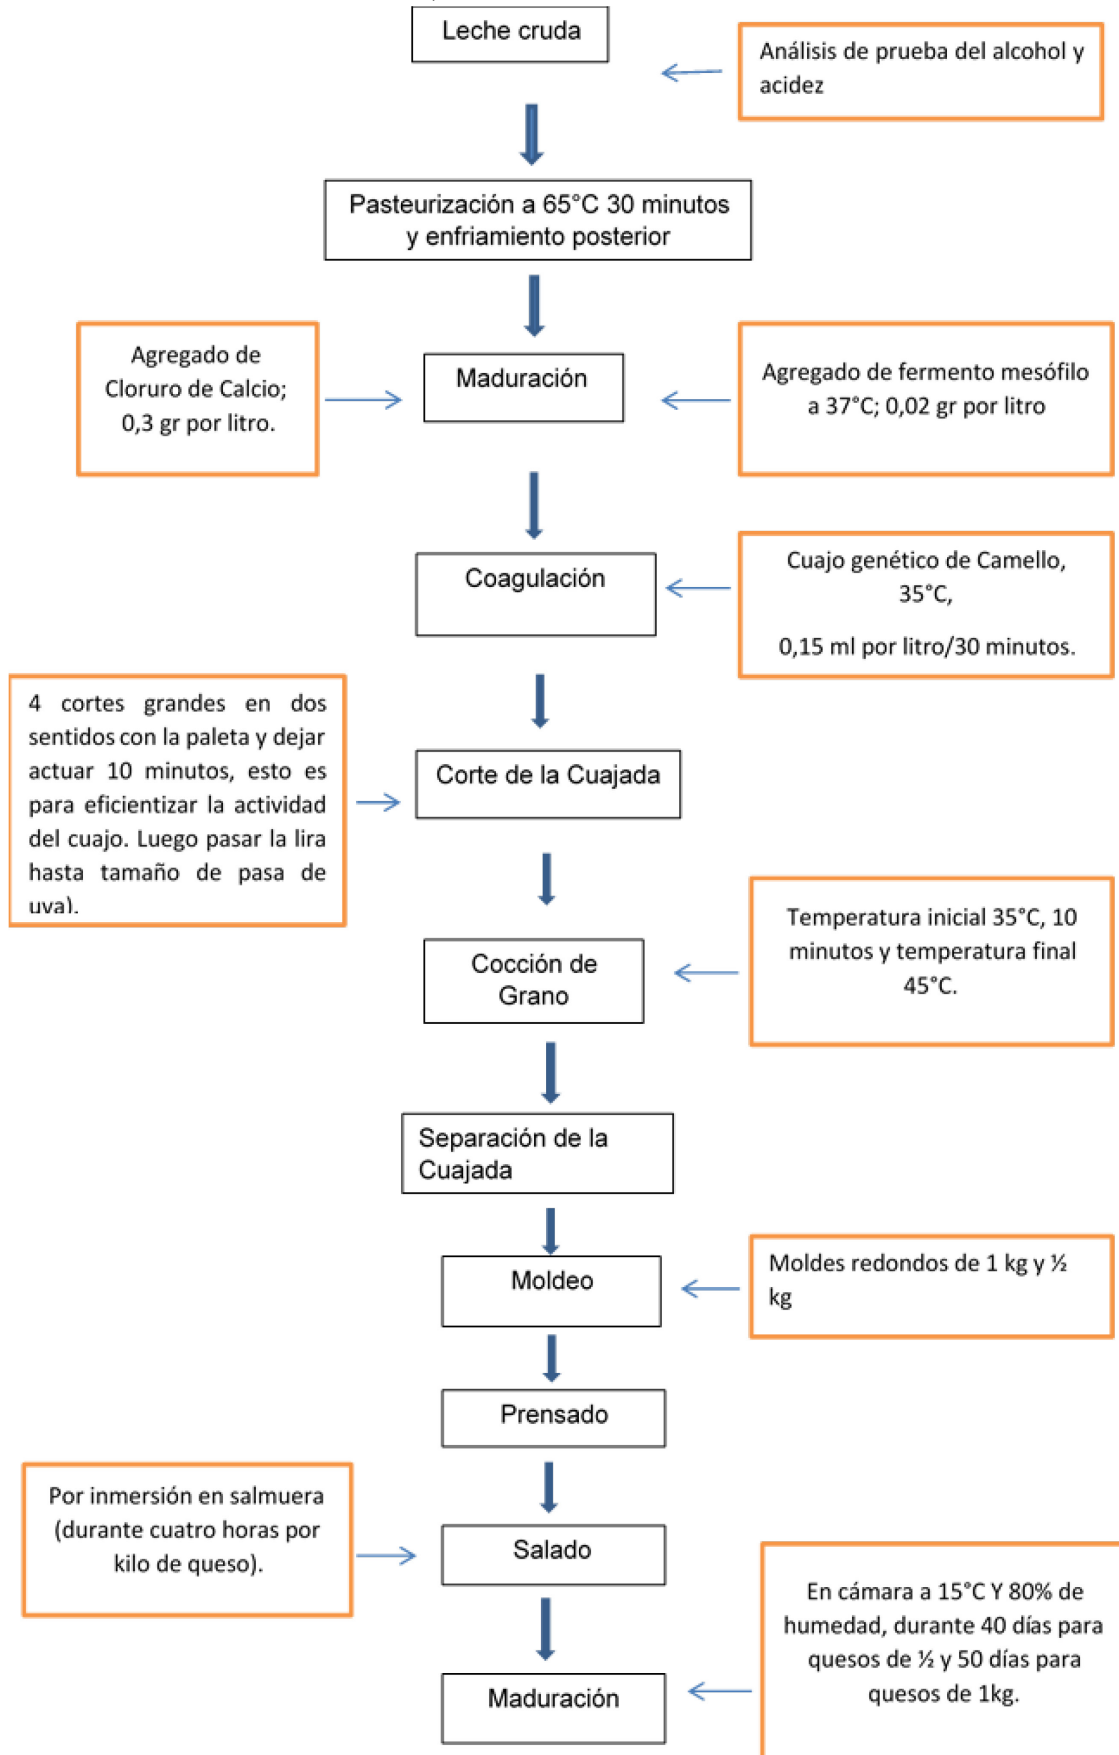 Leche cruda
Análisis de prueba del alcohol y
acidez
Pasteurización a 65°C 30 minutos
y enfriamiento posterior
Agregado de
Cloruro de Calcio;
0,3 gr por litro.
Maduración
Agregado de fermento mesófilo
a 37°C; 0,02 gr por litro
Coagulación
Cuajo genético de Camello,
35°C,
0,15 ml por litro/30 minutos.
4 cortes grandes en dos
sentidos con la paleta y dejar
actuar 10 minutos, esto es
para eficientizar la actividad
del cuajo. Luego pasar la lira
hasta tamaño de pasa de
uva).
Corte de la Cuajada
Cocción de
Grano
Temperatura inicial 35°C, 10
minutos y temperatura final
45°C.
Separación de la
Cuajada
Moldeo
Moldes redondos de 1 kg y ½
kg
Prensado
Por inmersión en salmuera
(durante cuatro horas por
kilo de queso).
Salado
Maduración
En cámara a 15°C Y 80% de
humedad, durante 40 días para
quesos de ½ y 50 días para
quesos de 1kg.